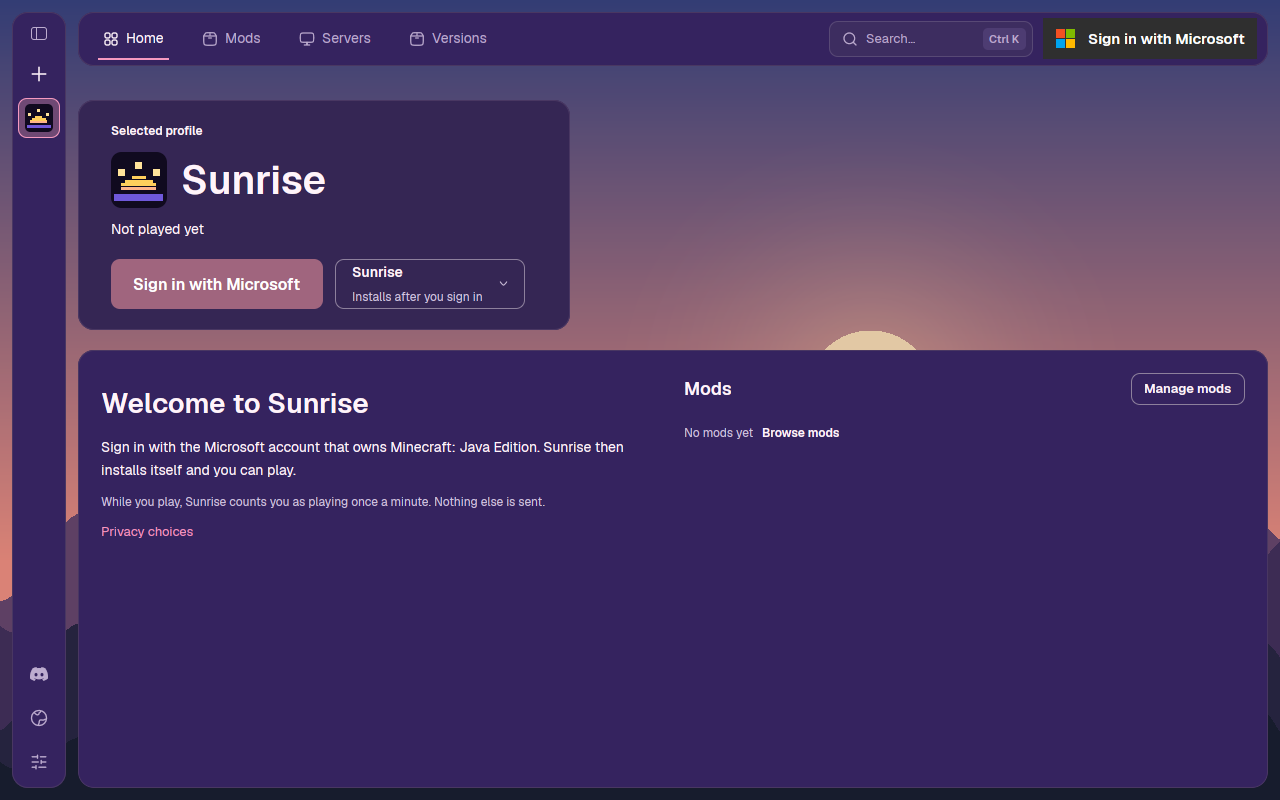 Home
Mods
Servers
Versions
Search...
Ctrl K
Sign in with Microsoft
Selected profile
Sunrise
Not played yet
Sign in with Microsoft
Sunrise
Installs after you sign in
Welcome to Sunrise
Sign in with the Microsoft account that owns Minecraft: Java Edition. Sunrise then
installs itself and you can play.
While you play, Sunrise counts you as playing once a minute. Nothing else is sent.
Privacy choices
Mods
Manage mods
No mods yet Browse mods